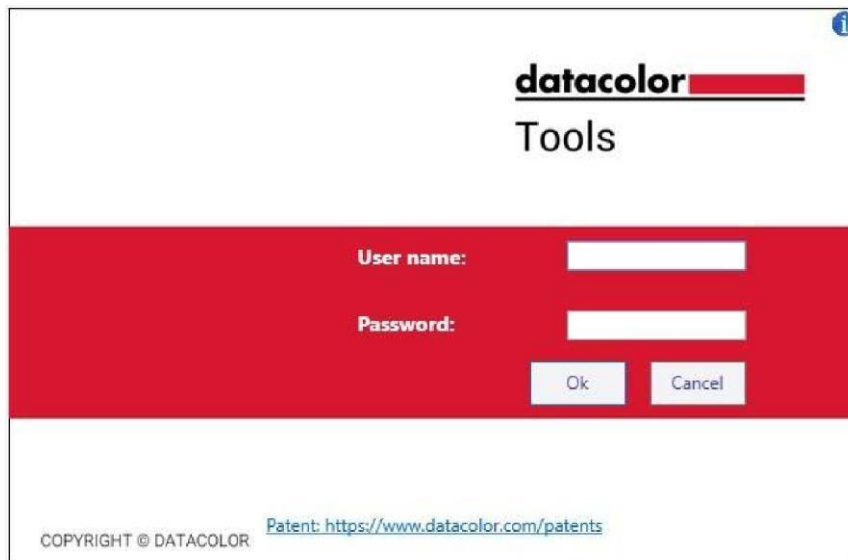 datacolor
Tools
User name:
Password:
Ok Cancel
Patent: https://www.datacolor.com/patents
COPYRIGHT © DATACOLOR